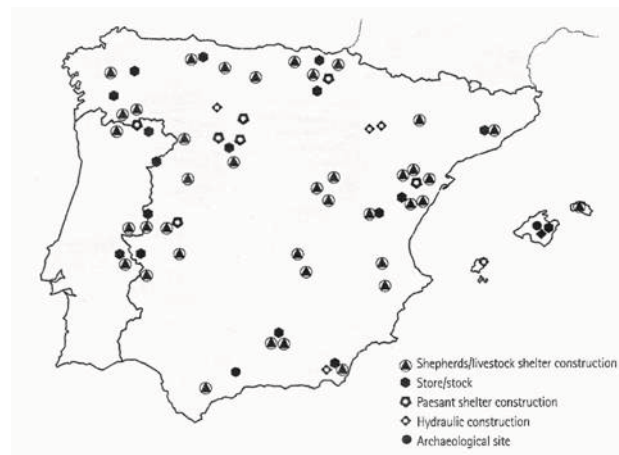 Shepherds/livestock shelter construction
Store/stock
Paesant shelter construction
Hydraulic construction
Archaeological site